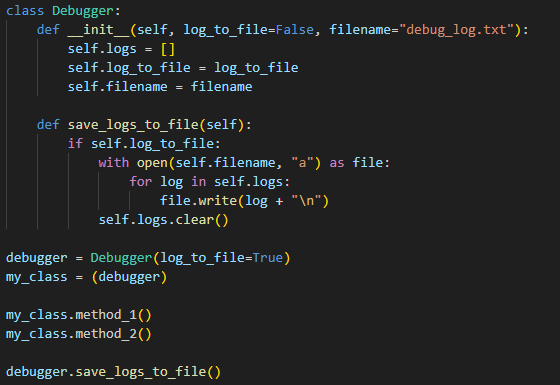 class Debugger:
    def __init__(self, log_to_file=False, filename="debug_log.txt"):
        self.logs = []
        self.log_to_file = log_to_file
        self.filename = filename

    def save_logs_to_file(self):
        if self.log_to_file:
            with open(self.filename, "a") as file:
                for log in self.logs:
                    file.write(log + "\n")
            self.logs.clear()

debugger = Debugger(log_to_file=True)
my_class = (debugger)

my_class.method_1()
my_class.method_2()

debugger.save_logs_to_file()